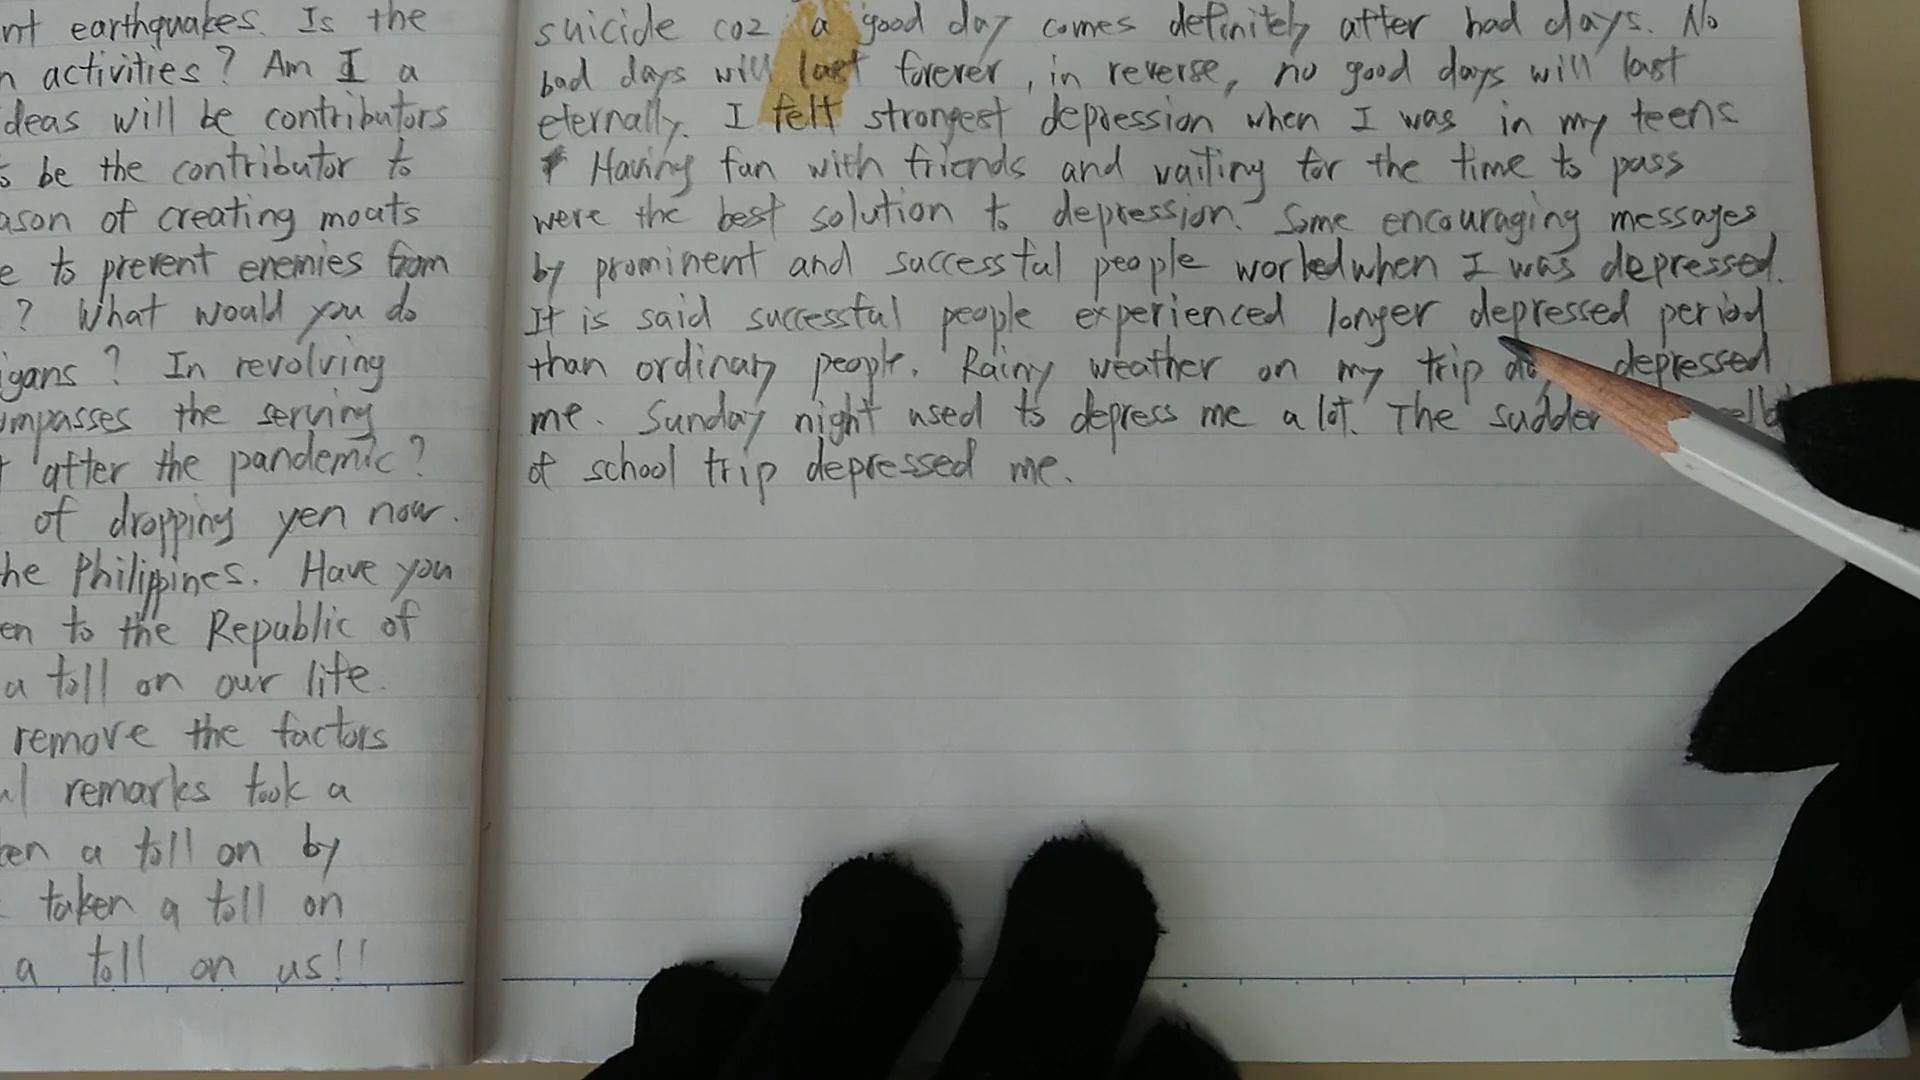 nt earthquakes. Is the
n activities? Am I a
deas will be contributors
be the contributor to
ason of creating moats
e to prevent enemies from
? What would you do
igans? In revolving
mpasses the serving
after the pandemic?
of dropping yen now.
he Philippines. Have you
en to the Republic of
a toll on our life.
remove the factors
remarks took a
en a toll on by
taken a toll on
a toll on us!!
suicide coz a good day comes definitely after bad days. No
bad days will last forever, in reverse, no good days will last
eternally. I felt strongest depression when I was in my teens
Having fun with friends and vaiting for the time to pass
were the best solution to depression. Some encouraging messages
by prominent and successful people worked when I was depressed.
It is said successful people experienced longer depressed period
than ordinary people. Rainy weather on my trip depressed
me. Sunday night used to depress me a lot. The sudden
of school trip depressed me.